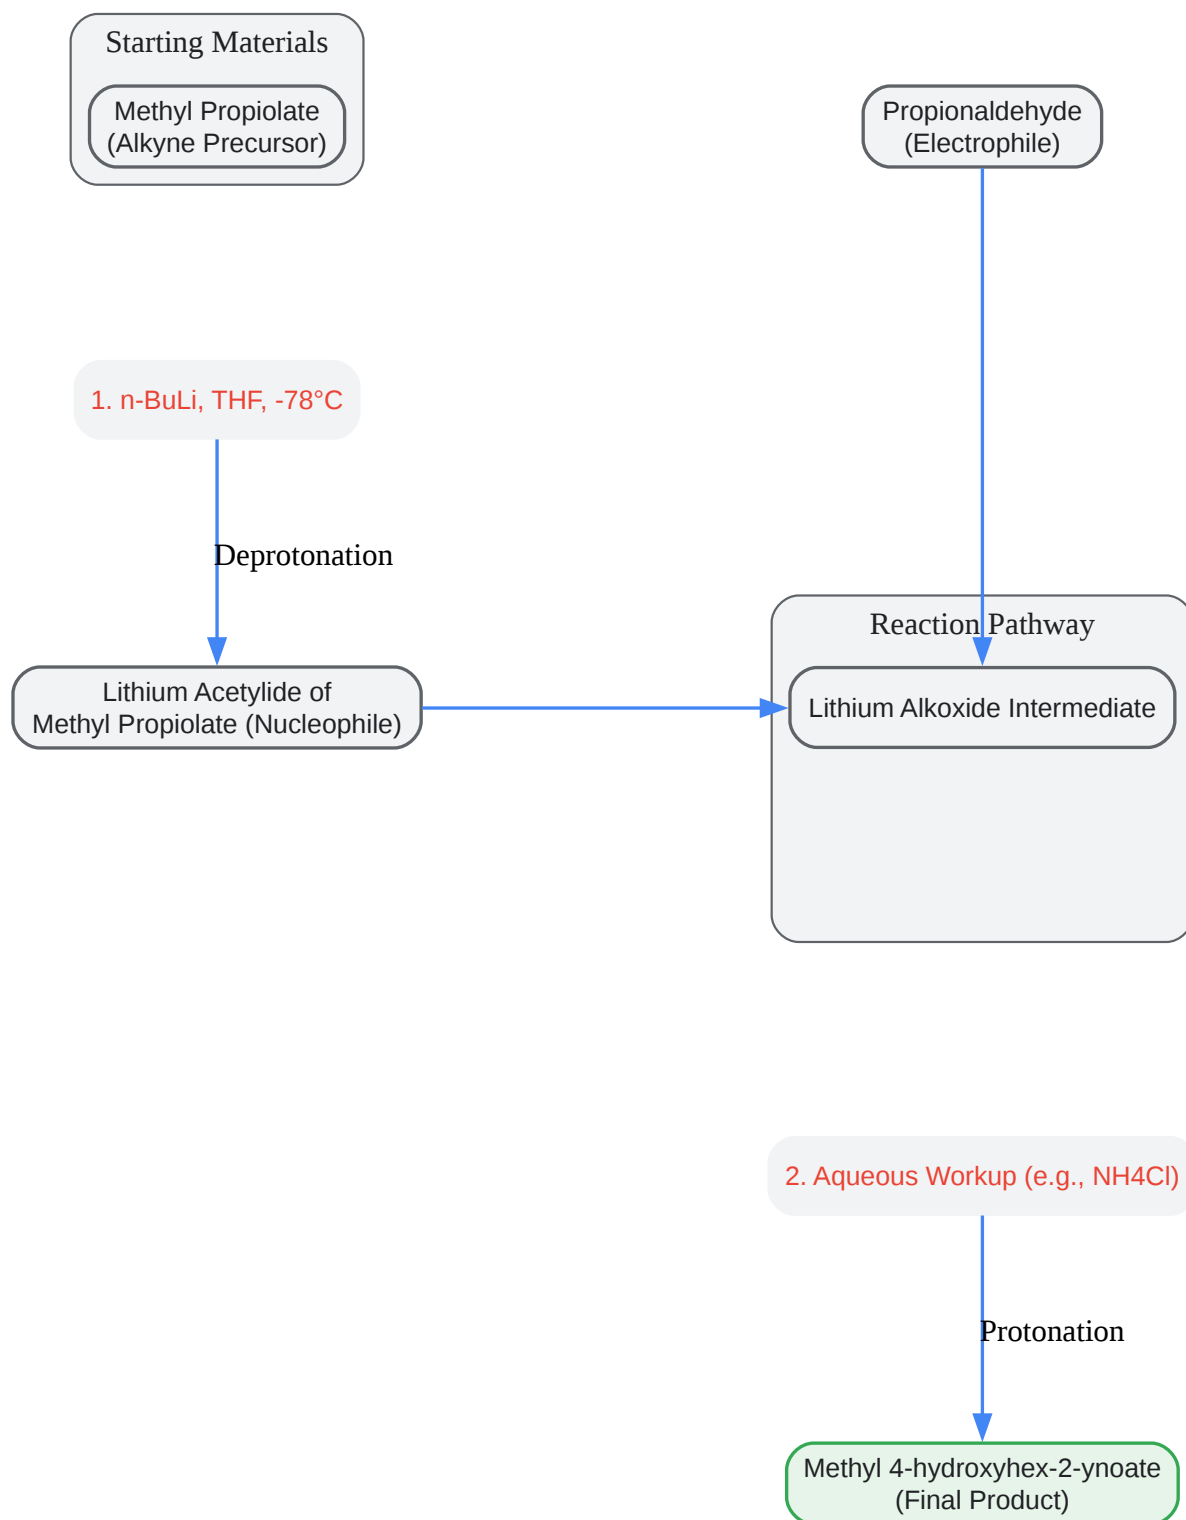 Starting Materials
Methyl Propiolate
(Alkyne Precursor)
Propionaldehyde
(Electrophile)
1. n-BuLi, THF, -78°C
Deprotonation
Reaction Pathway
Lithium Acetylide of
Methyl Propiolate (Nucleophile)
Lithium Alkoxide Intermediate
2. Aqueous Workup (e.g., NH4Cl)
Protonation
Methyl 4-hydroxyhex-2-ynoate
(Final Product)